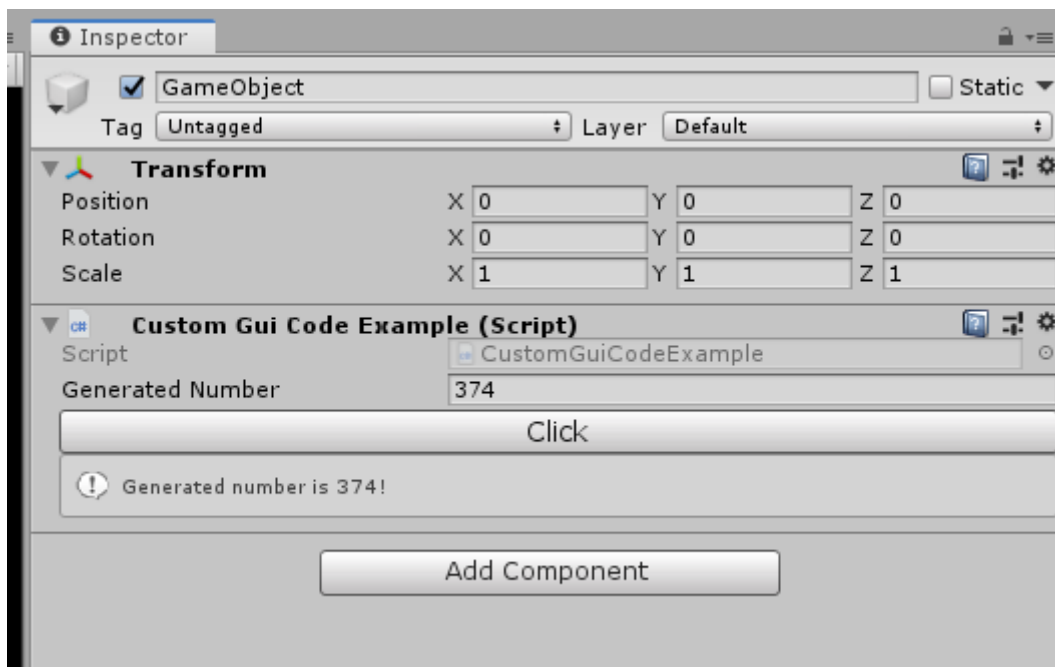 Inspector
GameObject Static
Tag Untagged Layer Default
Transform
Position X 0 Y 0 Z 0
Rotation X 0 Y 0 Z 0
Scale X 1 Y 1 Z 1
c# Custom Gui Code Example (Script)
Script CustomGuiCodeExample
Generated Number 374
Click
Generated number is 374!
Add Component